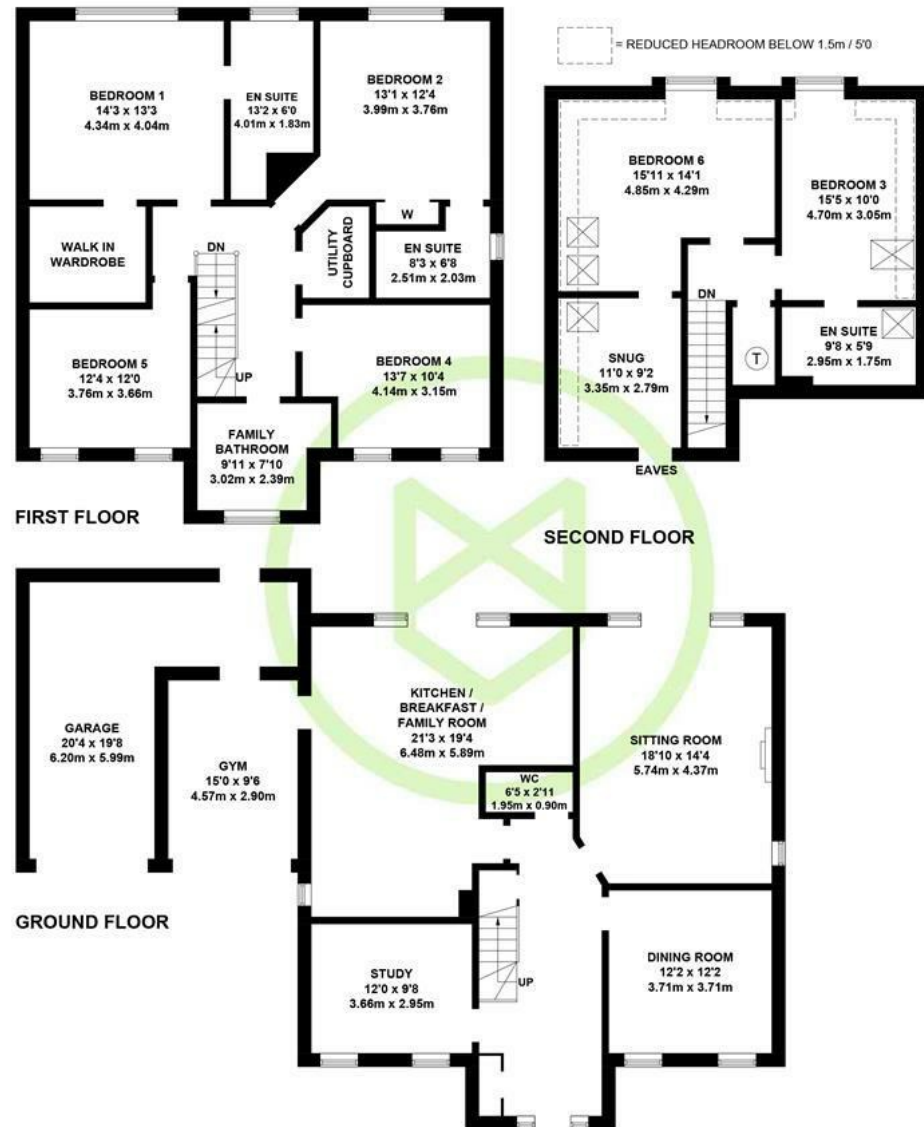 BEDROOM 1
14'3 x 13'3
4.34m x 4.04m
EN SUITE
13'2 x 6'0
4.01m x 1.83m
BEDROOM 2
13'1 x 12'4
3.99m x 3.76m
WALK IN
WARDROBE
DN
UP
UTILITY
CUPBOARD
W
EN SUITE
8'3 x 6'8
2.51m x 2.03m
BEDROOM 5
12'4 x 12'0
3.76m x 3.66m
BEDROOM 4
13'7 x 10'4
4.14m x 3.15m
FAMILY
BATHROOM
9'11 x 7'10
3.02m x 2.39m
FIRST FLOOR
= REDUCED HEADROOM BELOW 1.5m / 5'0
BEDROOM 6
15'11 x 14'1
4.85m x 4.29m
BEDROOM 3
15'5 x 10'0
4.70m x 3.05m
DN
SNUG
11'0 x 9'2
3.35m x 2.79m
T
EN SUITE
9'8 x 5'9
2.95m x 1.75m
EAVES
SECOND FLOOR
GARAGE
20'4 x 19'8
6.20m x 5.99m
GYM
15'0 x 9'6
4.57m x 2.90m
KITCHEN /
BREAKFAST /
FAMILY ROOM
21'3 x 19'4
6.48m x 5.89m
SITTING ROOM
18'10 x 14'4
5.74m x 4.37m
WC
6'5 x 2'11
1.95m x 0.90m
GROUND FLOOR
STUDY
12'0 x 9'8
3.66m x 2.95m
UP
DINING ROOM
12'2 x 12'2
3.71m x 3.71m